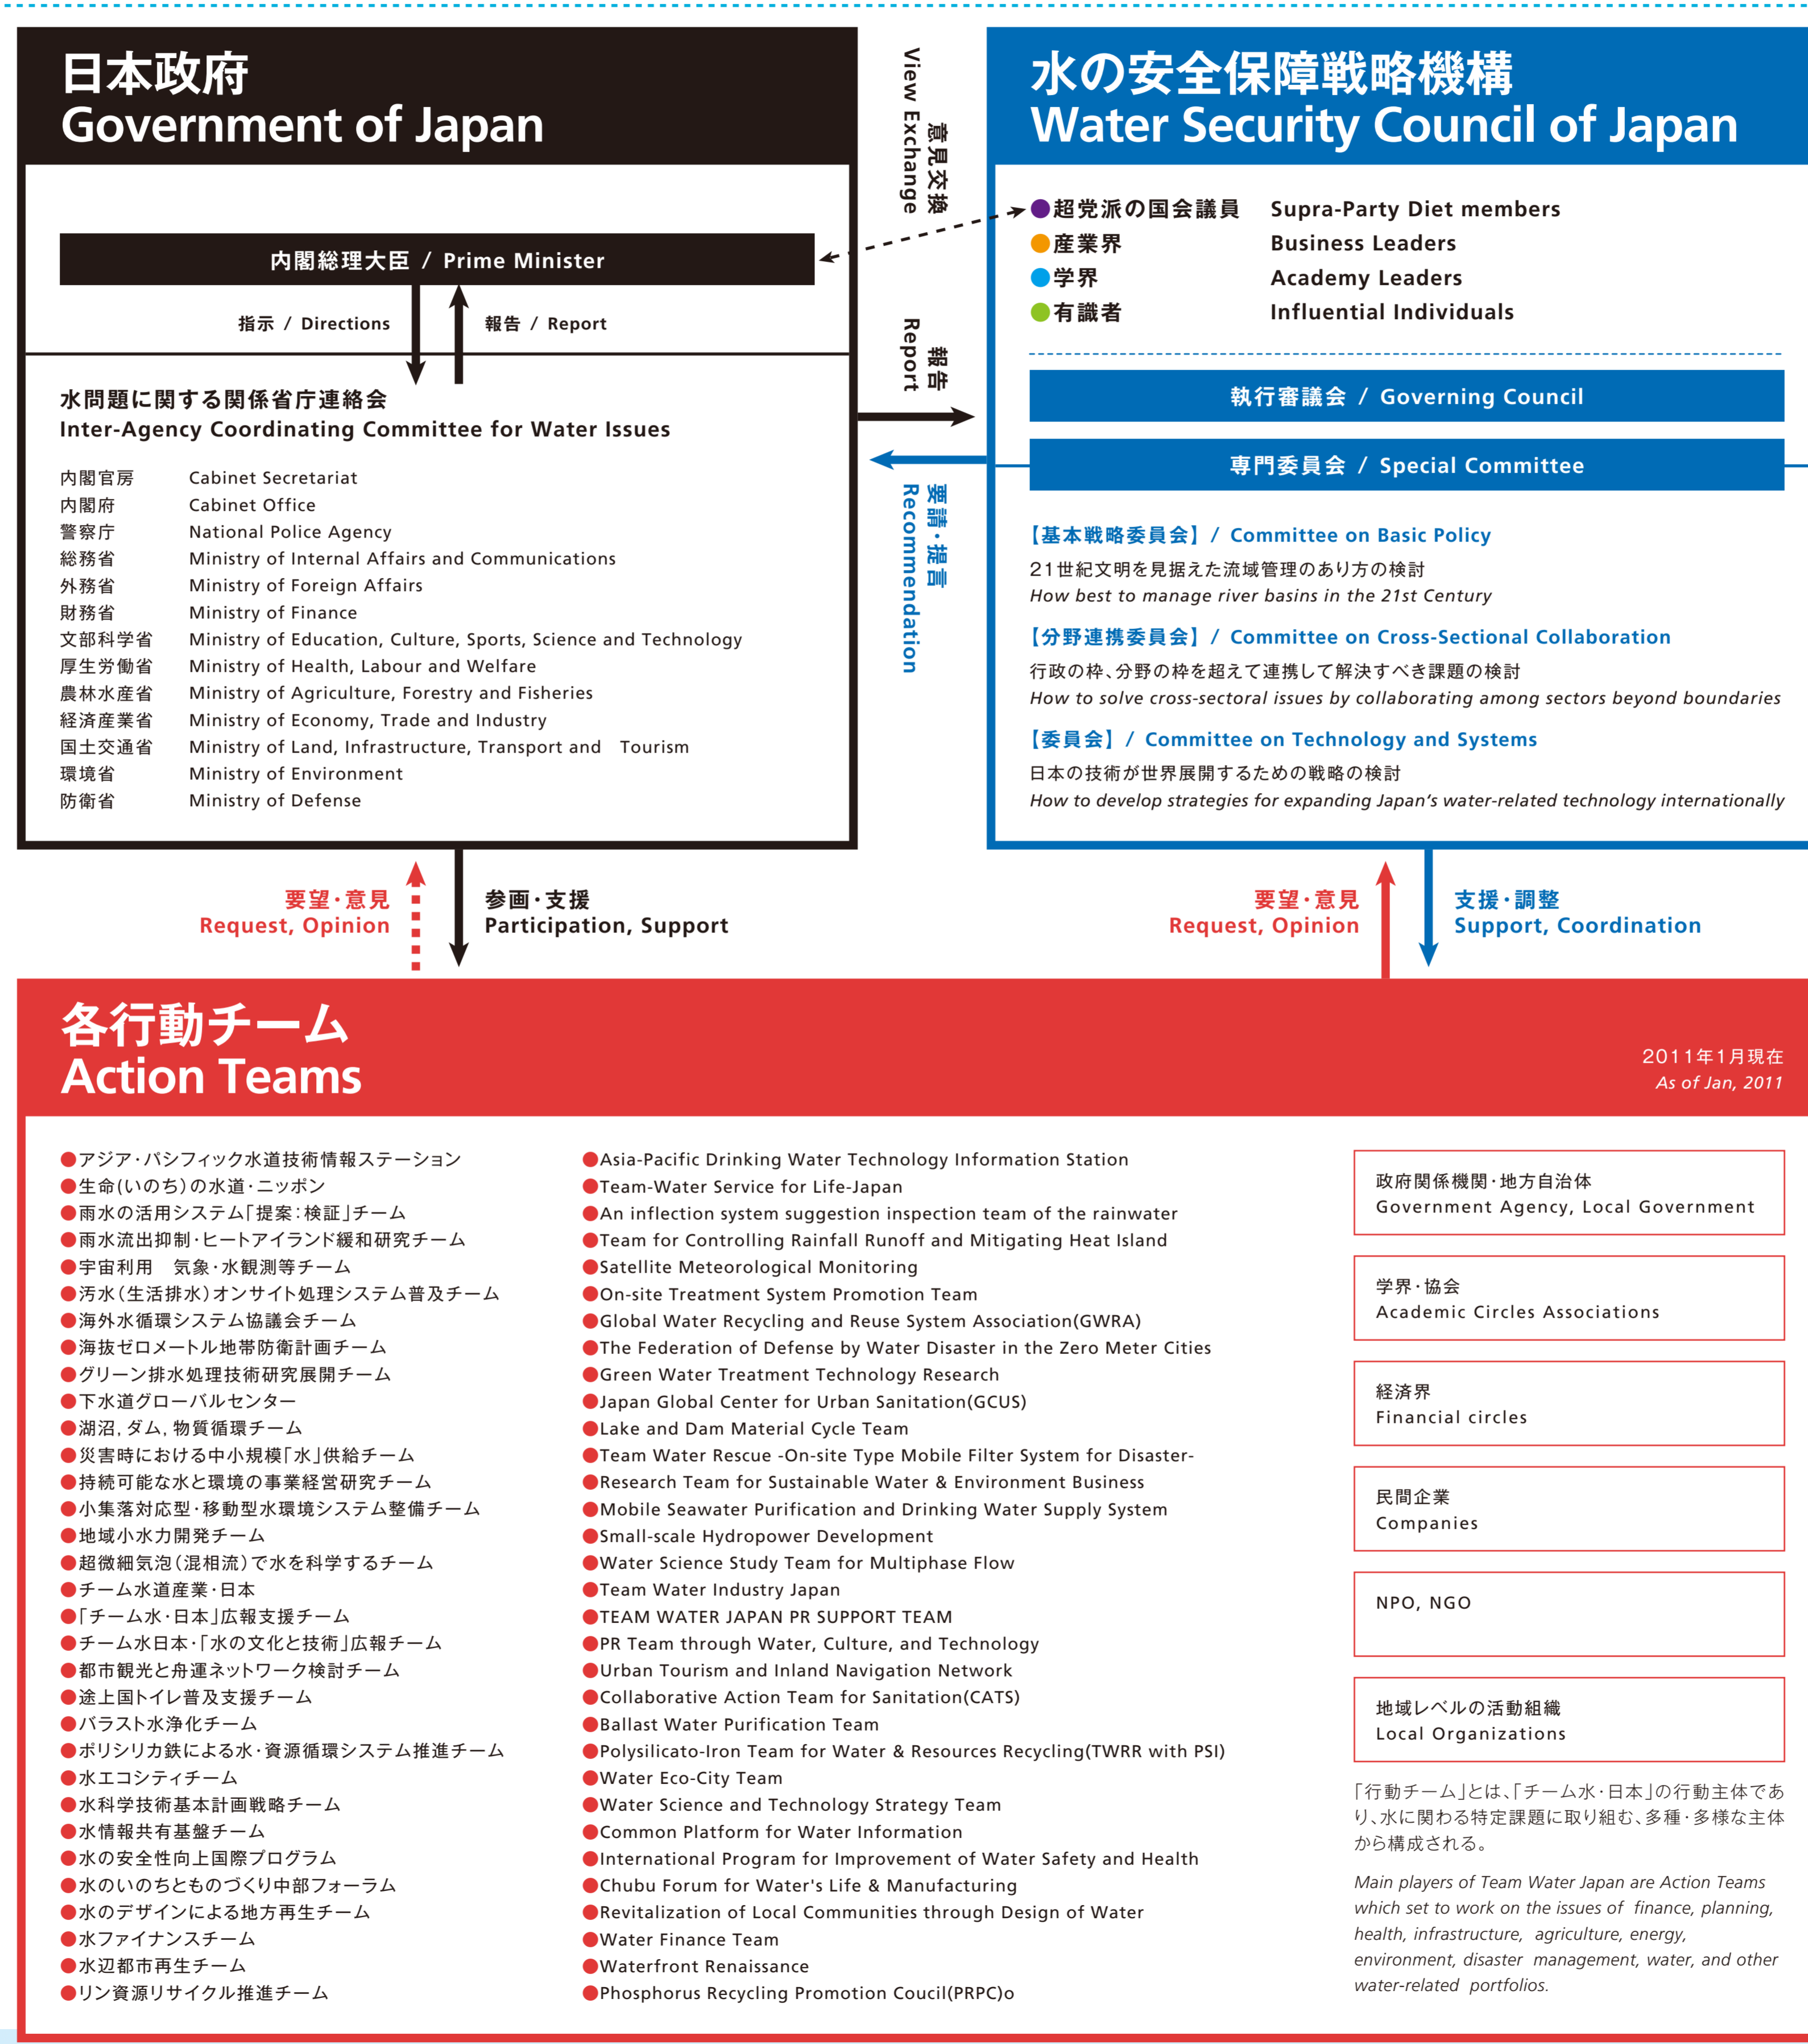 日本政府
Government of Japan
内閣総理大臣 / Prime Minister
指示 / Directions
報告 / Report
水問題に関する関係省庁連絡会
Inter-Agency Coordinating Committee for Water Issues
内閣官房 Cabinet Secretariat
内閣府 Cabinet Office
警察庁 National Police Agency
総務省 Ministry of Internal Affairs and Communications
外務省 Ministry of Foreign Affairs
財務省 Ministry of Finance
文部科学省 Ministry of Education, Culture, Sports, Science and Technology
厚生労働省 Ministry of Health, Labour and Welfare
農林水産省 Ministry of Agriculture, Forestry and Fisheries
経済産業省 Ministry of Economy, Trade and Industry
国土交通省 Ministry of Land, Infrastructure, Transport and Tourism
環境省 Ministry of Environment
防衛省 Ministry of Defense
意見交換
View Exchange
報告
Report
要請・提言
Recommendation
水の安全保障戦略機構
Water Security Council of Japan
●超党派の国会議員 Supra-Party Diet members
●産業界 Business Leaders
●学界 Academy Leaders
●有識者 Influential Individuals
執行審議会 / Governing Council
専門委員会 / Special Committee
【基本戦略委員会】 / Committee on Basic Policy
21世紀文明を見据えた流域管理のあり方の検討
How best to manage river basins in the 21st Century
【分野連携委員会】 / Committee on Cross-Sectional Collaboration
行政の枠、分野の枠を超えて連携して解決すべき課題の検討
How to solve cross-sectoral issues by collaborating among sectors beyond boundaries
【委員会】 / Committee on Technology and Systems
日本の技術が世界展開するための戦略の検討
How to develop strategies for expanding Japan's water-related technology internationally
要望・意見
Request, Opinion
参画・支援
Participation, Support
要望・意見
Request, Opinion
支援・調整
Support, Coordination
各行動チーム
Action Teams
2011年1月現在
As of Jan, 2011
●アジア・パシフィック水道技術情報ステーション
●生命(いのち)の水道・ニッポン
●雨水の活用システム「提案:検証」チーム
●雨水流出抑制・ヒートアイランド緩和研究チーム
●宇宙利用 気象・水観測等チーム
●汚水(生活排水)オンサイト処理システム普及チーム
●海外水循環システム協議会チーム
●海抜ゼロメートル地帯防衛計画チーム
●グリーン排水処理技術研究展開チーム
●下水道グローバルセンター
●湖沼, ダム, 物質循環チーム
●災害時における中小規模「水」供給チーム
●持続可能な水と環境の事業経営研究チーム
●小集落対応型・移動型水環境システム整備チーム
●地域小水力開発チーム
●超微細気泡(混相流)で水を科学するチーム
●チーム水道産業・日本
●「チーム水・日本」広報支援チーム
●チーム水日本・「水の文化と技術」広報チーム
●都市観光と舟運ネットワーク検討チーム
●途上国トイレ普及支援チーム
●バラスト水浄化チーム
●ポリシリカ鉄による水・資源循環システム推進チーム
●水エコシティチーム
●水科学技術基本計画戦略チーム
●水情報共有基盤チーム
●水の安全性向上国際プログラム
●水のいのちとものづくり中部フォーラム
●水のデザインによる地方再生チーム
●水ファイナンスチーム
●水辺都市再生チーム
●リン資源リサイクル推進チーム
●Asia-Pacific Drinking Water Technology Information Station
●Team-Water Service for Life-Japan
●An inflection system suggestion inspection team of the rainwater
●Team for Controlling Rainfall Runoff and Mitigating Heat Island
●Satellite Meteorological Monitoring
●On-site Treatment System Promotion Team
●Global Water Recycling and Reuse System Association(GWRA)
●The Federation of Defense by Water Disaster in the Zero Meter Cities
●Green Water Treatment Technology Research
●Japan Global Center for Urban Sanitation(GCUS)
●Lake and Dam Material Cycle Team
●Team Water Rescue -On-site Type Mobile Filter System for Disaster-
●Research Team for Sustainable Water & Environment Business
●Mobile Seawater Purification and Drinking Water Supply System
●Small-scale Hydropower Development
●Water Science Study Team for Multiphase Flow
●Team Water Industry Japan
●TEAM WATER JAPAN PR SUPPORT TEAM
●PR Team through Water, Culture, and Technology
●Urban Tourism and Inland Navigation Network
●Collaborative Action Team for Sanitation(CATS)
●Ballast Water Purification Team
●Polysilicato-Iron Team for Water & Resources Recycling(TWRR with PSI)
●Water Eco-City Team
●Water Science and Technology Strategy Team
●Common Platform for Water Information
●International Program for Improvement of Water Safety and Health
●Chubu Forum for Water's Life & Manufacturing
●Revitalization of Local Communities through Design of Water
●Water Finance Team
●Waterfront Renaissance
●Phosphorus Recycling Promotion Coucil(PRPC)o
政府関係機関・地方自治体
Government Agency, Local Government
学界・協会
Academic Circles Associations
経済界
Financial circles
民間企業
Companies
NPO, NGO
地域レベルの活動組織
Local Organizations
「行動チーム」とは、「チーム水・日本」の行動主体であ
り、水に関わる特定課題に取り組む、多種・多様な主体
から構成される。
Main players of Team Water Japan are Action Teams
which set to work on the issues of finance, planning,
health, infrastructure, agriculture, energy,
environment, disaster management, water, and other
water-related portfolios.